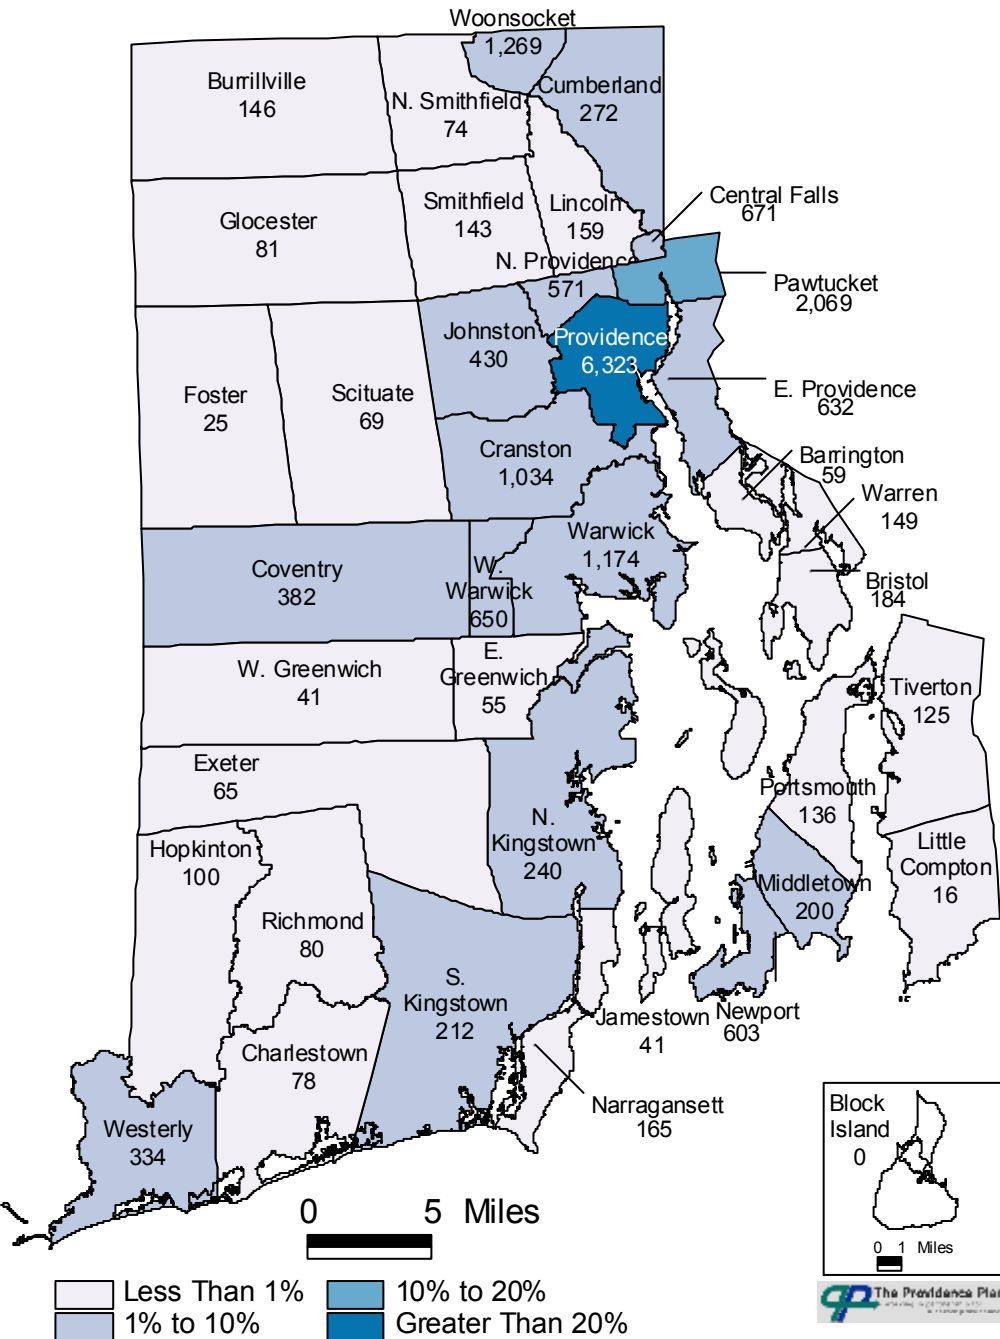 Woonsocket
1,269
Burrillville
146
N. Smithfield
74
Cumberland
272
Central Falls
671
Glocester
81
Smithfield
143
Lincoln
159
N. Providence
571
Pawtucket
2,069
Johnston
430
Providence
6,323
Foster
25
Scituate
69
E. Providence
632
Cranston
1,034
Barrington
59
Warren
149
Warwick
1,174
Coventry
382
W.
Warwick
650
Bristol
184
W. Greenwich
41
E.
Greenwich
55
Tiverton
125
Exeter
65
Portsmouth
136
N.
Kingstown
240
Hopkinton
100
Little
Compton
16
Middletown
200
Richmond
80
S.
Kingstown
212
Jamestown
41
Newport
603
Charlestown
78
Narragansett
165
Westerly
334
Block
Island
0
0 5 Miles
0 1 Miles
Less Than 1%
10% to 20%
1% to 10%
Greater Than 20%
The Providence Plan